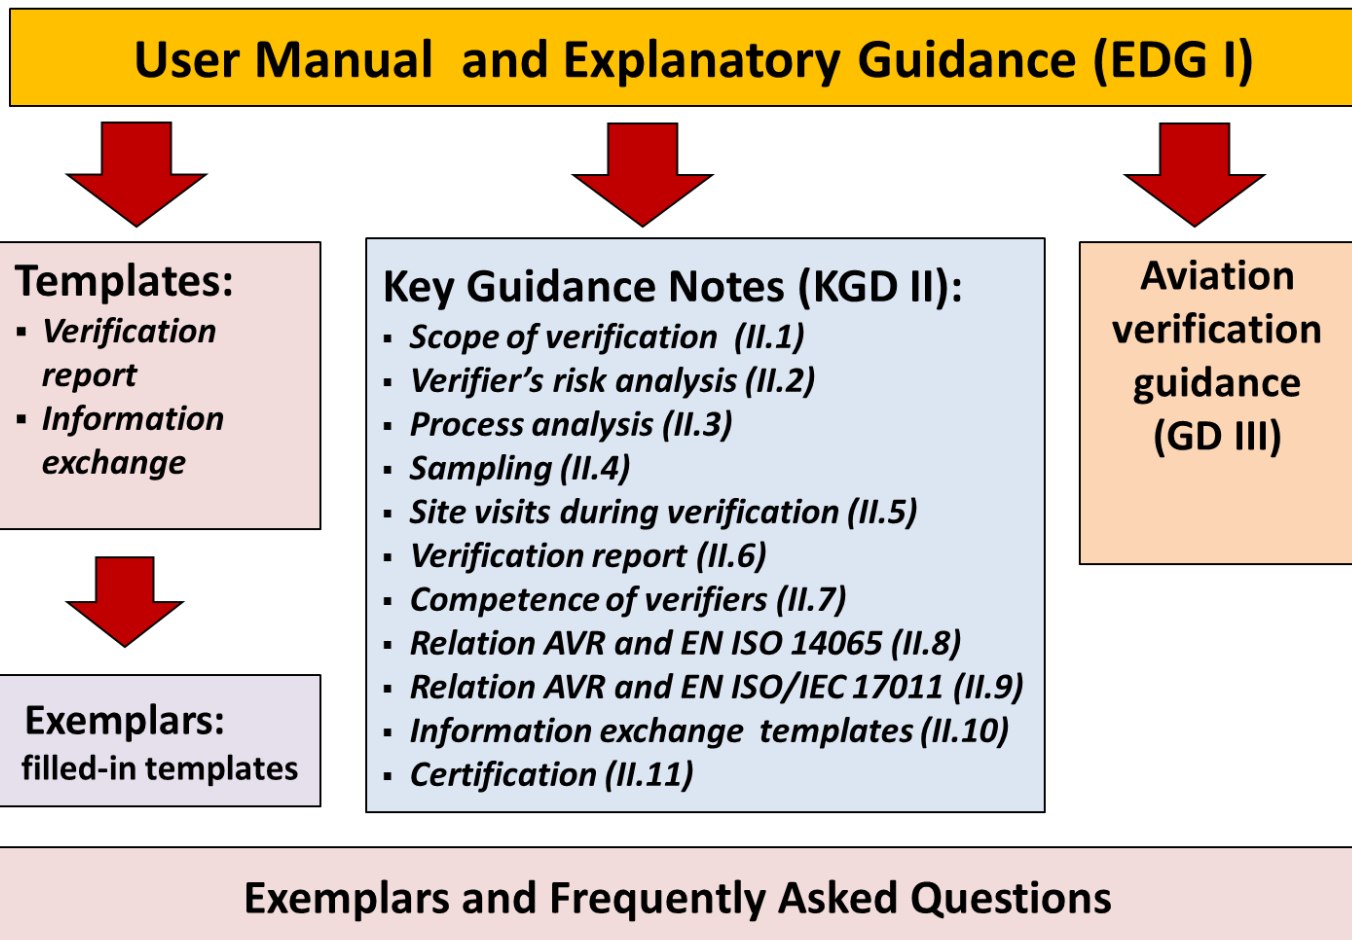 User Manual  and Explanatory Guidance (EDG I)
Templates:
▪ Verification
report
▪ Information
exchange
Exemplars:
filled-in templates
Key Guidance Notes (KGD II):
▪ Scope of verification  (II.1)
▪ Verifier’s risk analysis (II.2)
▪ Process analysis (II.3)
▪ Sampling (II.4)
▪ Site visits during verification (II.5)
▪ Verification report (II.6)
▪ Competence of verifiers (II.7)
▪ Relation AVR and EN ISO 14065 (II.8)
▪ Relation AVR and EN ISO/IEC 17011 (II.9)
▪ Information exchange  templates (II.10)
▪ Certification (II.11)
Aviation
verification
guidance
(GD III)
Exemplars and Frequently Asked Questions